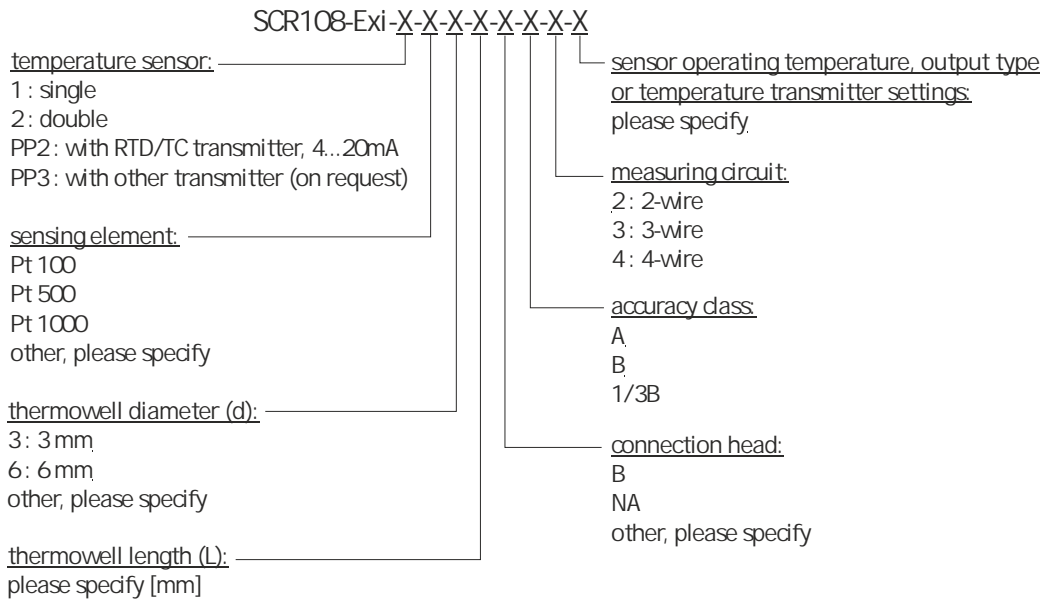 SCR108-Exi-X-X-X-X-X-X-X-X
temperature sensor:
1 : single
2 : double
PP2 : with RTD/TC transmitter, 4...20mA
PP3 : with other transmitter (on request)
sensing element:
Pt 100
Pt 500
Pt 1000
other, please specify
thermowell diameter (d):
3 : 3 mm
6 : 6 mm
other, please specify
thermowell length (L):
please specify [mm]
sensor operating temperature, output type
or temperature transmitter settings:
please specify
measuring circuit:
2 : 2-wire
3 : 3-wire
4 : 4-wire
accuracy class:
A
B
1/3B
connection head:
B
NA
other, please specify